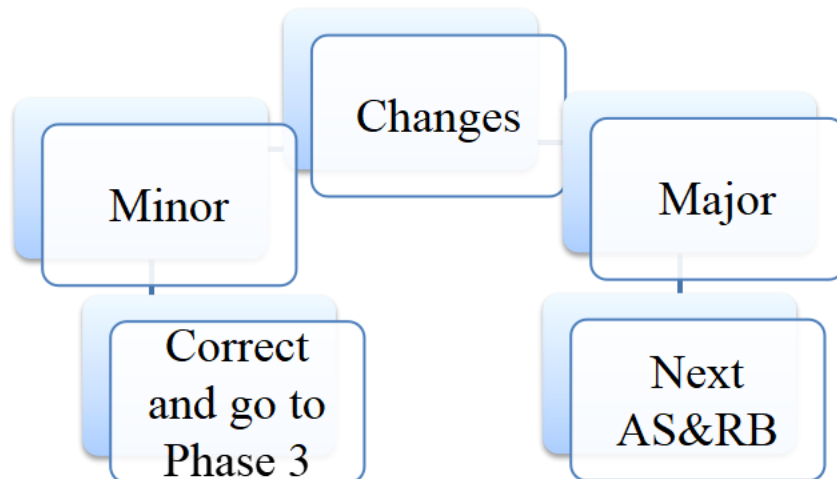 Changes
Minor
Major
Correct
and go to
Phase 3
Next
AS&RB